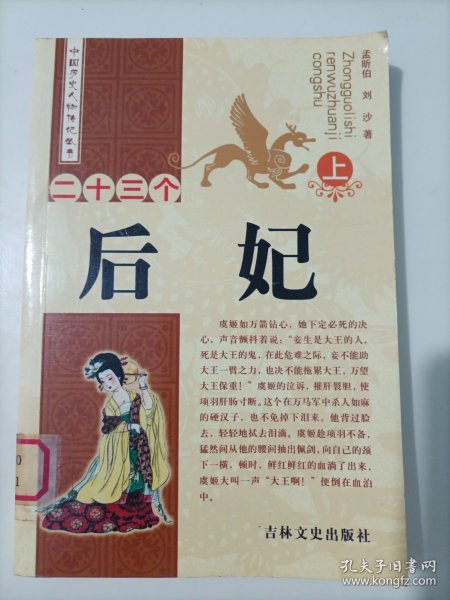 中国历史人物传记丛书
Zhongguolishi
renwuzhuanji
congshu
孟昕伯 刘沙 著
二十三个
上
后妃
虞姬如万箭钻心，她下定必死的决
心，声音颤抖着说：“妾生是大王的人，
死是大王的鬼，在此危难之际，妾不能助
大王一臂之力，也决不能拖累大王，万望
大王保重！”虞姬的泣诉，摧肝裂胆，使
项羽肝肠寸断。这个在万马军中杀人如麻
的硬汉子，也不免掉下泪来，他背过脸
去，轻轻地拭去泪滴。虞姬趁项羽不备，
猛然间从他的腰间抽出佩剑，向自己的颈
下一横，顿时，鲜红鲜红的血滴了出来，
虞姬大叫一声“大王啊！”便倒在血泊
中。
吉林文史出版社
0
1
孔夫子旧书网
www.kongfz.com